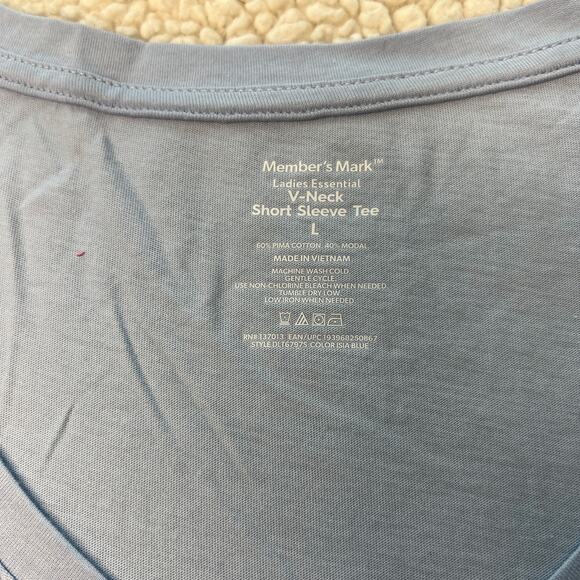 Member's Mark™
Ladies Essential
V-Neck
Short Sleeve Tee
L
60% PIMA COTTON 40% MODAL
MADE IN VIETNAM
MACHINE WASH COLD
GENTLE CYCLE
USE NON-CHLORINE BLEACH WHEN NEEDED
TUMBLE DRY LOW
LOW IRON WHEN NEEDED
RN# 137013 EAN/UPC 193968250867
STYLE DLT67975 COLOR ISIA BLUE